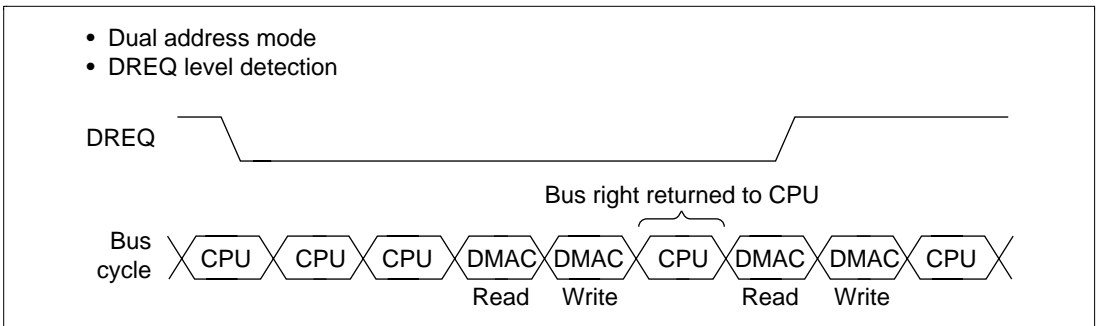 • Dual address mode
• DREQ level detection
DREQ
Bus right returned to CPU
Bus cycle
CPU CPU CPU DMAC DMAC CPU DMAC DMAC CPU
Read Write Read Write